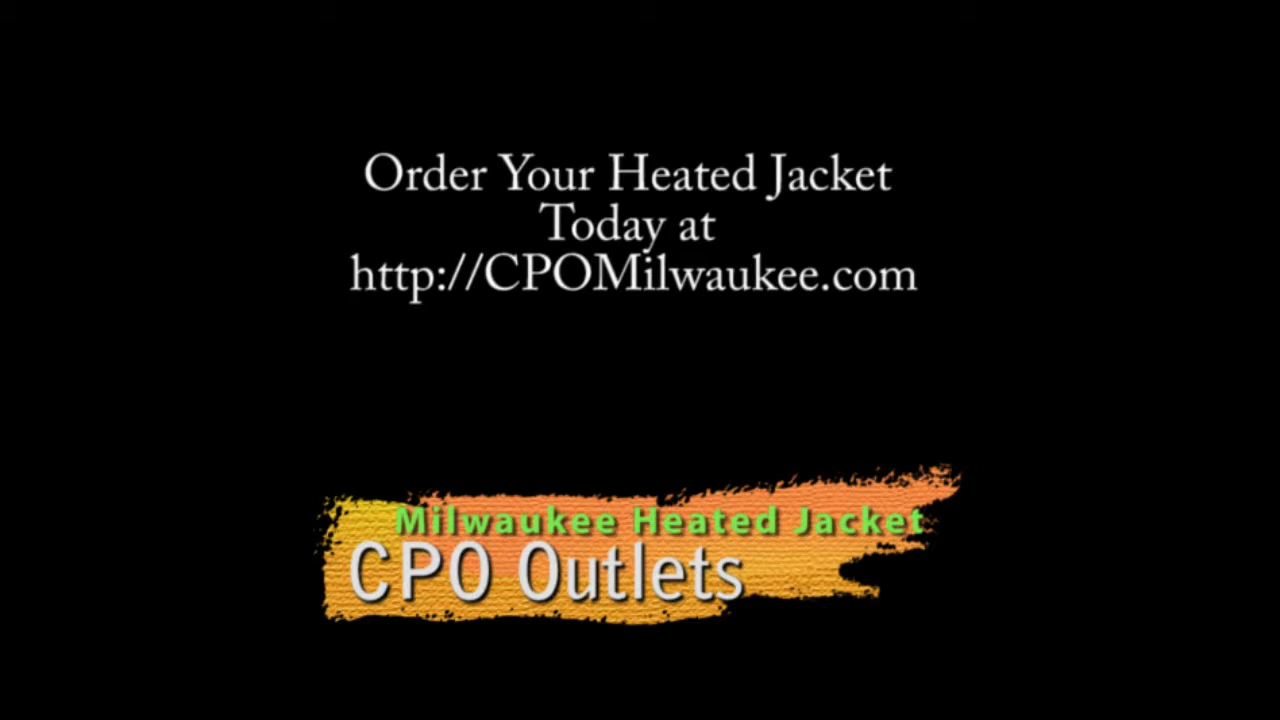 Order Your Heated Jacket
Today at
http://CPOMilwaukee.com
Milwaukee Heated Jacket
CPO Outlets